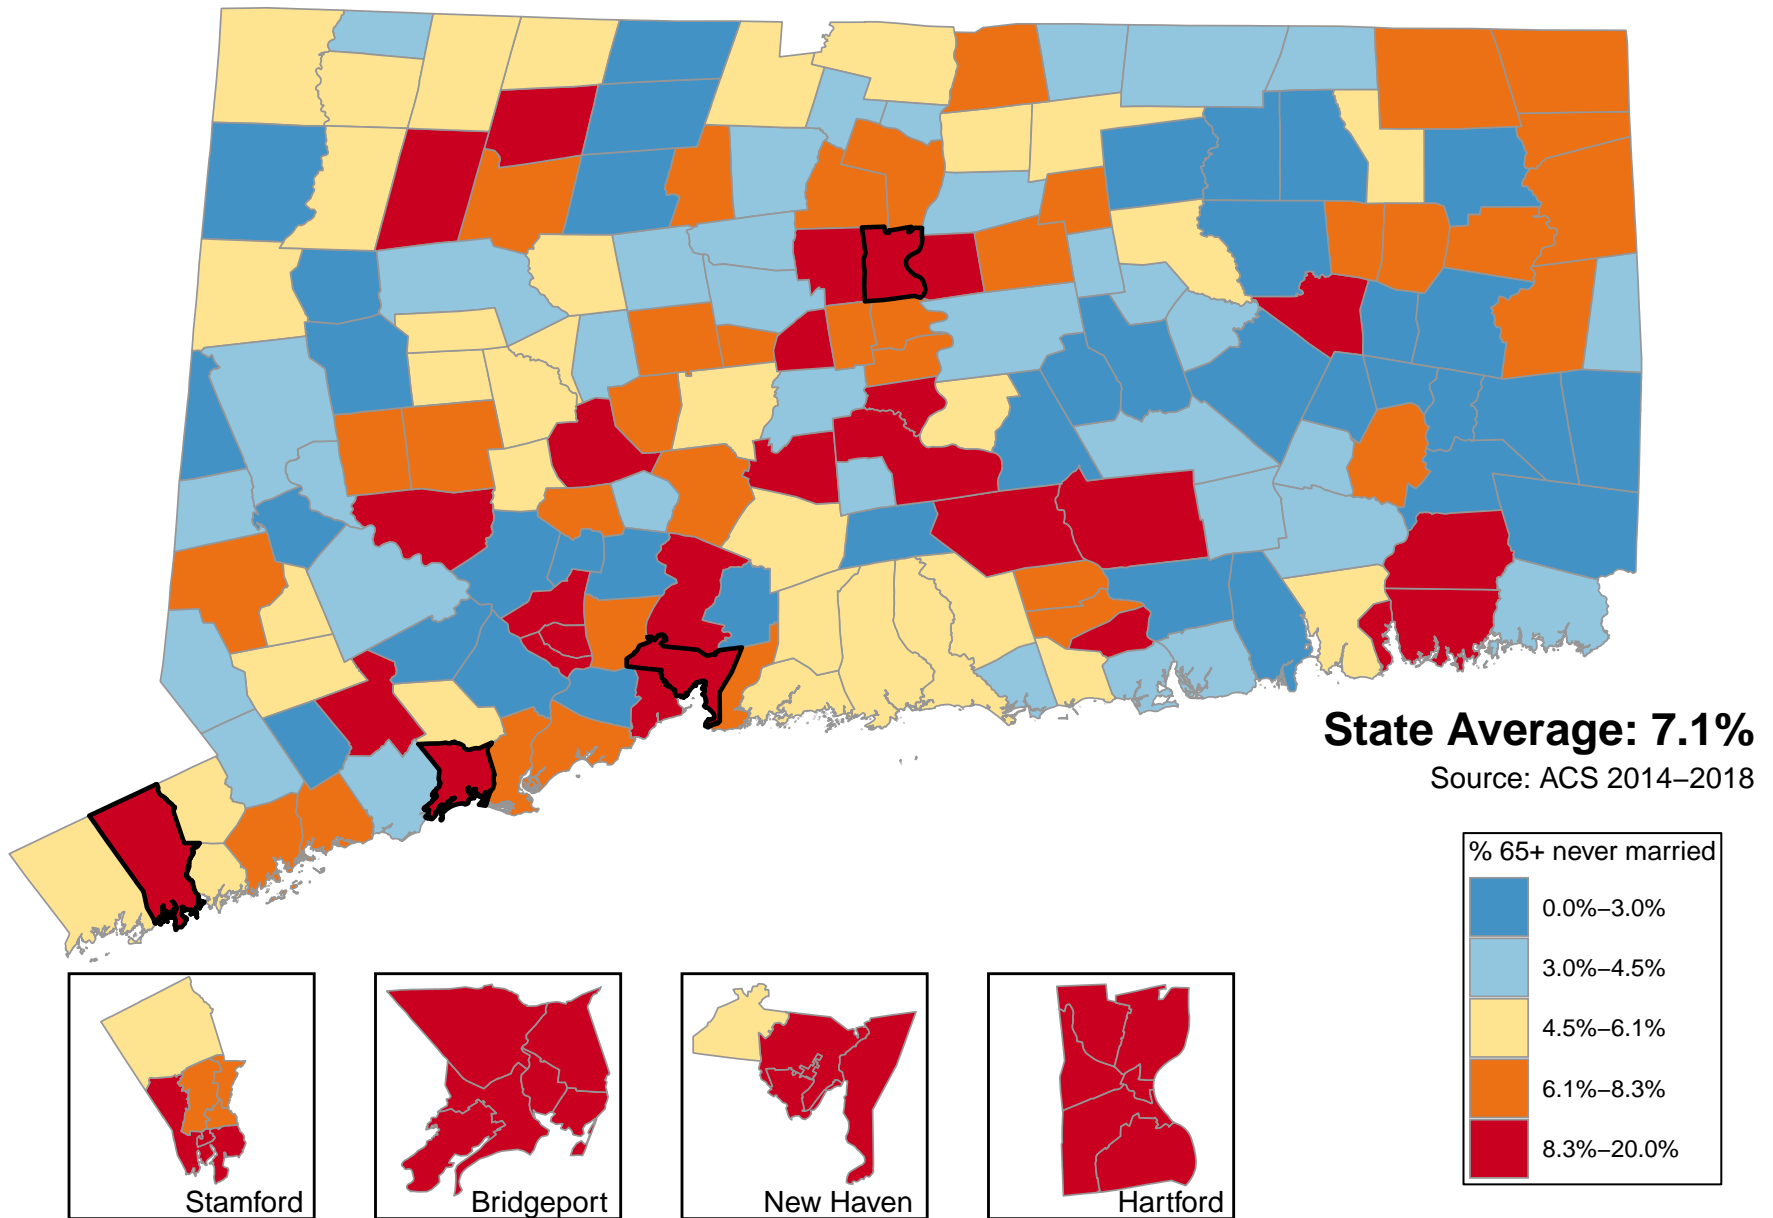 State Average: 7.1%
Source: ACS 2014–2018
% 65+ never married
0.0%–3.0%
3.0%–4.5%
4.5%–6.1%
6.1%–8.3%
8.3%–20.0%
Stamford
Bridgeport
New Haven
Hartford